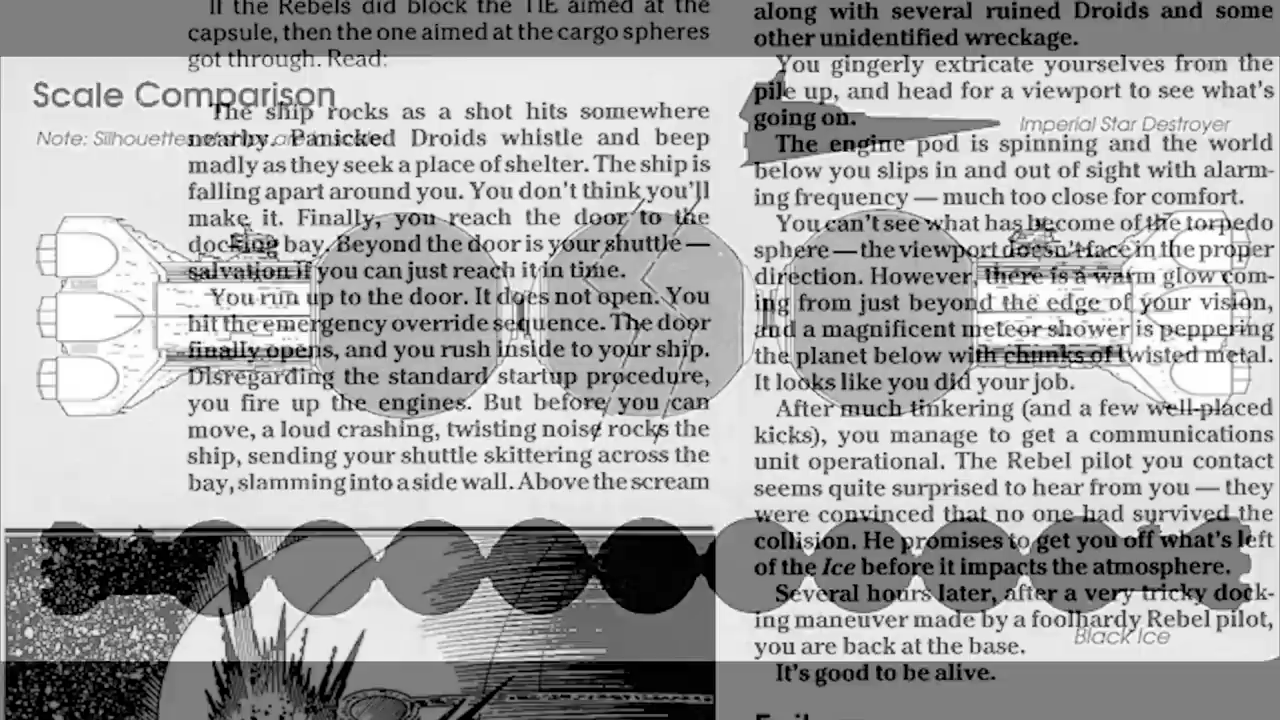 If the Rebels did block the TIE aimed at the
capsule, then the one aimed at the cargo spheres
got through. Read:
Scale Comparison
Note: Silhouettes
The ship rocks as a shot hits somewhere
nearby. Panicked Droids whistle and beep
madly as they seek a place of shelter. The ship is
falling apart around you. You don't think you'll
make it. Finally, you reach the door to the
docking bay. Beyond the door is your shuttle —
salvation if you can just reach it in time.
You run up to the door. It does not open. You
hit the emergency override sequence. The door
finally opens, and you rush inside to your ship.
Disregarding the standard startup procedure,
you fire up the engines. But before you can
move, a loud crashing, twisting noise rocks the
ship, sending your shuttle skittering across the
bay, slamming into a side wall. Above the scream
along with several ruined Droids and some
other unidentified wreckage.
You gingerly extricate yourselves from the
pile up, and head for a viewport to see what's
going on.
Imperial Star Destroyer
The engine pod is spinning and the world
below you slips in and out of sight with alarm-
ing frequency — much too close for comfort.
You can't see what has become of the torpedo
sphere — the viewport doesn't face in the proper
direction. However, there is a warm glow com-
ing from just beyond the edge of your vision,
and a magnificent meteor shower is peppering
the planet below with chunks of twisted metal.
It looks like you did your job.
After much tinkering (and a few well-placed
kicks), you manage to get a communications
unit operational. The Rebel pilot you contact
seems quite surprised to hear from you — they
were convinced that no one had survived the
collision. He promises to get you off what's left
of the Ice before it impacts the atmosphere.
Several hours later, after a very tricky dock-
ing maneuver made by a foolhardy Rebel pilot,
you are back at the base.
Black Ice
It's good to be alive.